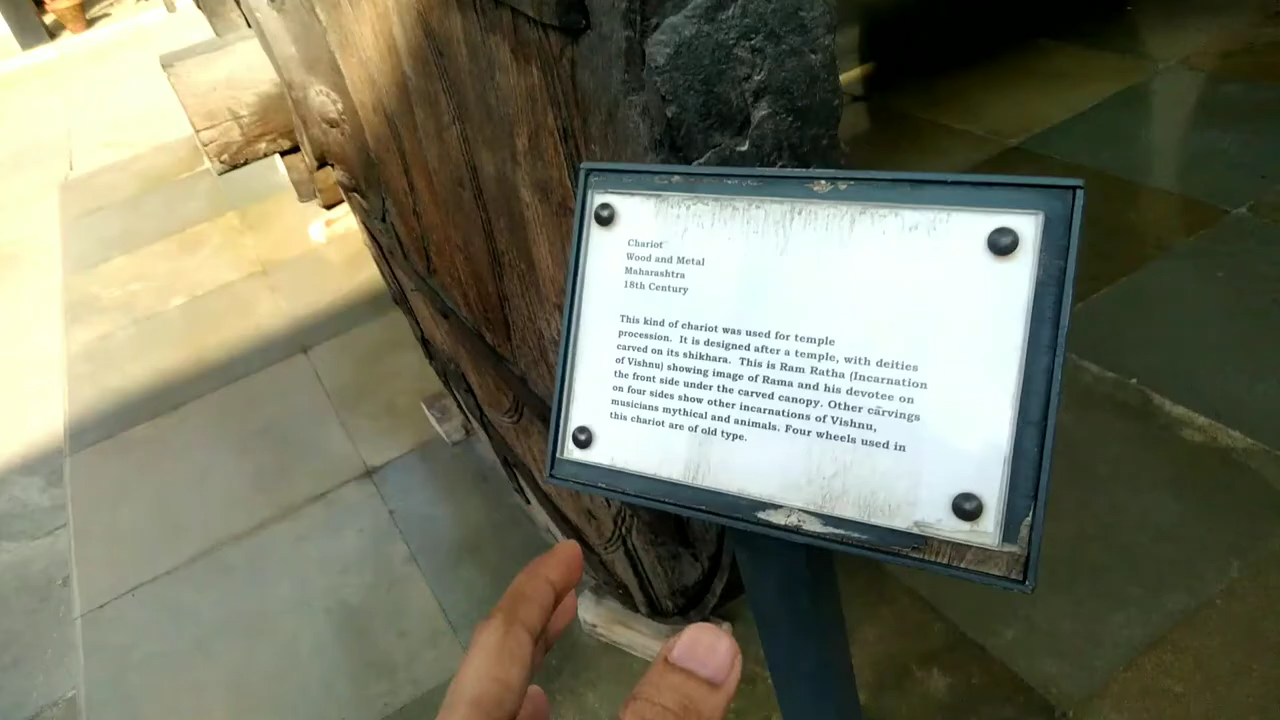 Chariot
Wood and Metal
Maharashtra
18th Century
This kind of chariot was used for temple
procession. It is designed after a temple, with deities
carved on its shikhara. This is Ram Ratha (Incarnation
of Vishnu) showing image of Rama and his devotee on
the front side under the carved canopy. Other carvings
on four sides show other incarnations of Vishnu,
musicians mythical and animals. Four wheels used in
this chariot are of old type.